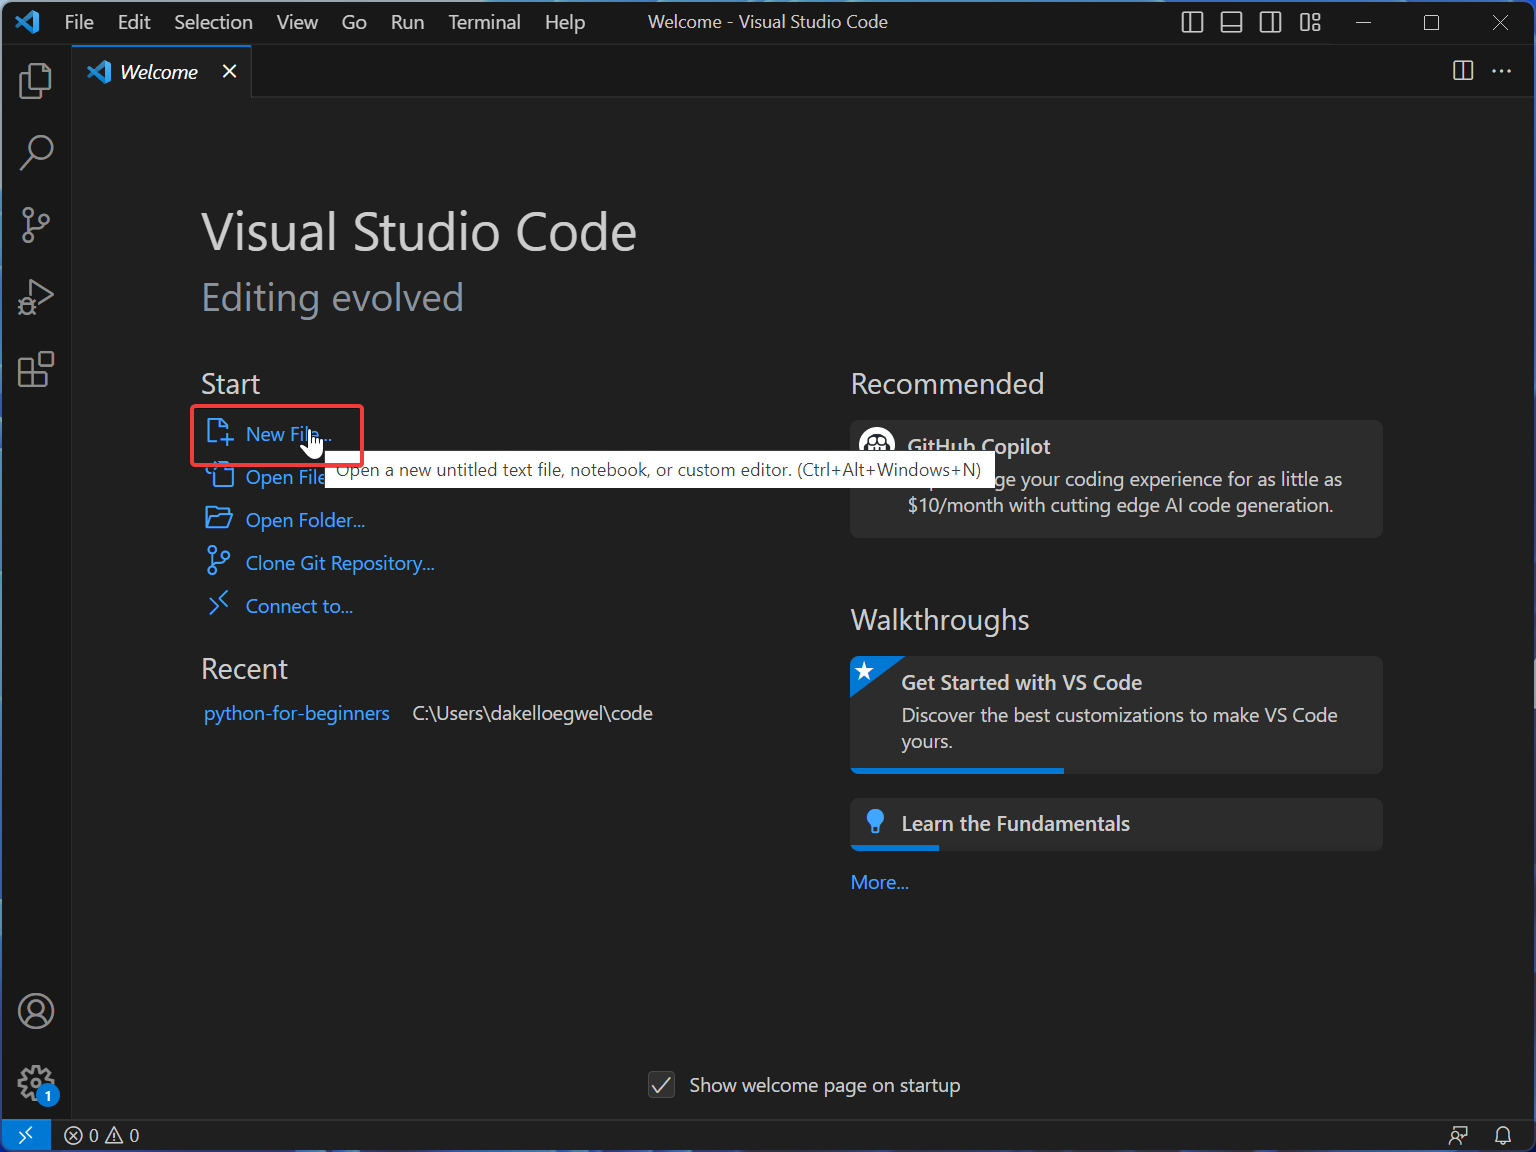 File Edit Selection View Go Run Terminal Help Welcome - Visual Studio Code
Welcome
Visual Studio Code
Editing evolved
Start
New File...
Open a new untitled text file, notebook, or custom editor. (Ctrl+Alt+Windows+N)
Open File
Open Folder...
Clone Git Repository...
Connect to...
Recent
python-for-beginners C:\Users\dakelloegwel\code
Recommended
GitHub Copilot
your coding experience for as little as
$10/month with cutting edge AI code generation.
Walkthroughs
Get Started with VS Code
Discover the best customizations to make VS Code
yours.
Learn the Fundamentals
More...
Show welcome page on startup
1
0 0